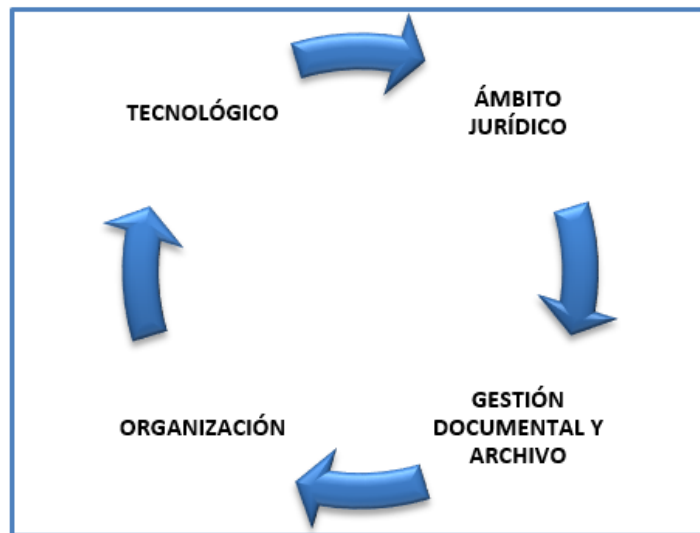 TECNOLÓGICO
ÁMBITO
JURÍDICO
ORGANIZACIÓN
GESTIÓN
DOCUMENTAL Y
ARCHIVO